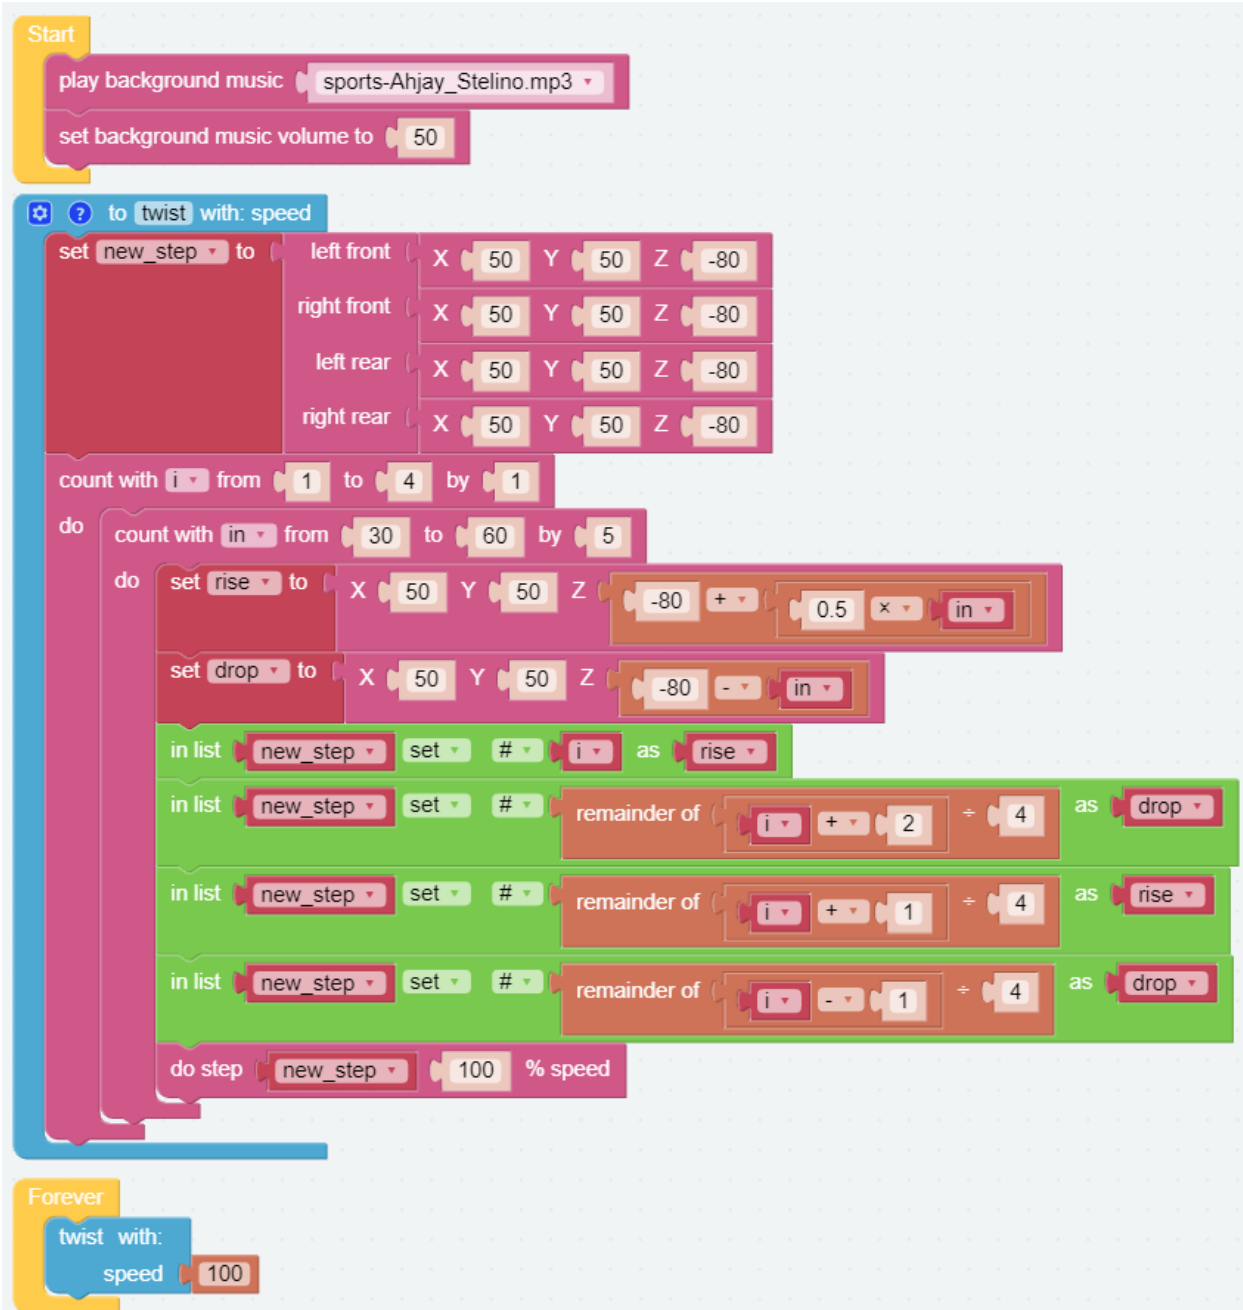 Start
play background music sports-Ahjay_Stelino.mp3
set background music volume to 50
? to twist with: speed
set new_step to left front X 50 Y 50 Z -80
right front X 50 Y 50 Z -80
left rear X 50 Y 50 Z -80
right rear X 50 Y 50 Z -80
count with i from 1 to 4 by 1
do count with in from 30 to 60 by 5
do set rise to X 50 Y 50 Z -80 + 0.5 × in
set drop to X 50 Y 50 Z -80 - in
in list new_step set # i as rise
in list new_step set # remainder of i + 2 ÷ 4 as drop
in list new_step set # remainder of i + 1 ÷ 4 as rise
in list new_step set # remainder of i - 1 ÷ 4 as drop
do step new_step 100 % speed
Forever
twist with:
speed 100